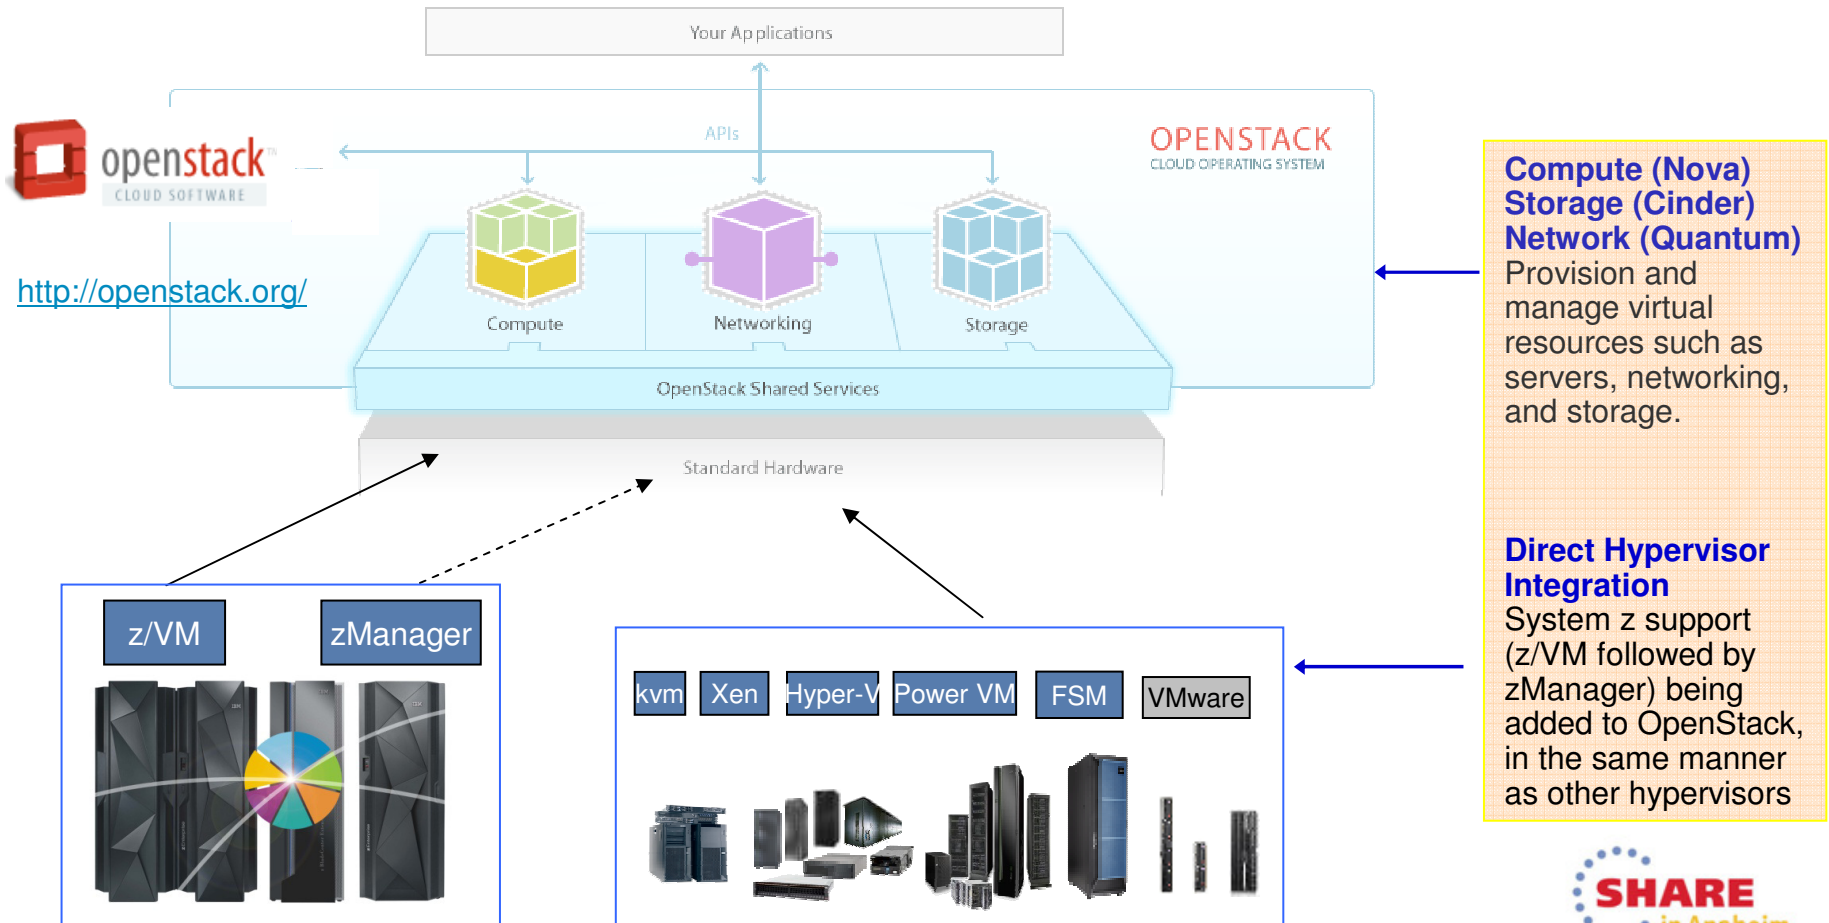 Your Applications
APIs
OPENSTACK
CLOUD OPERATING SYSTEM
openstack™
CLOUD SOFTWARE
http://openstack.org/
Compute
Networking
Storage
OpenStack Shared Services
Standard Hardware
z/VM
zManager
kvm
Xen
Hyper-V
Power VM
FSM
VMware
Compute (Nova)
Storage (Cinder)
Network (Quantum)
Provision and
manage virtual
resources such as
servers, networking,
and storage.
Direct Hypervisor
Integration
System z support
(z/VM followed by
zManager) being
added to OpenStack,
in the same manner
as other hypervisors
SHARE
in Anaheim